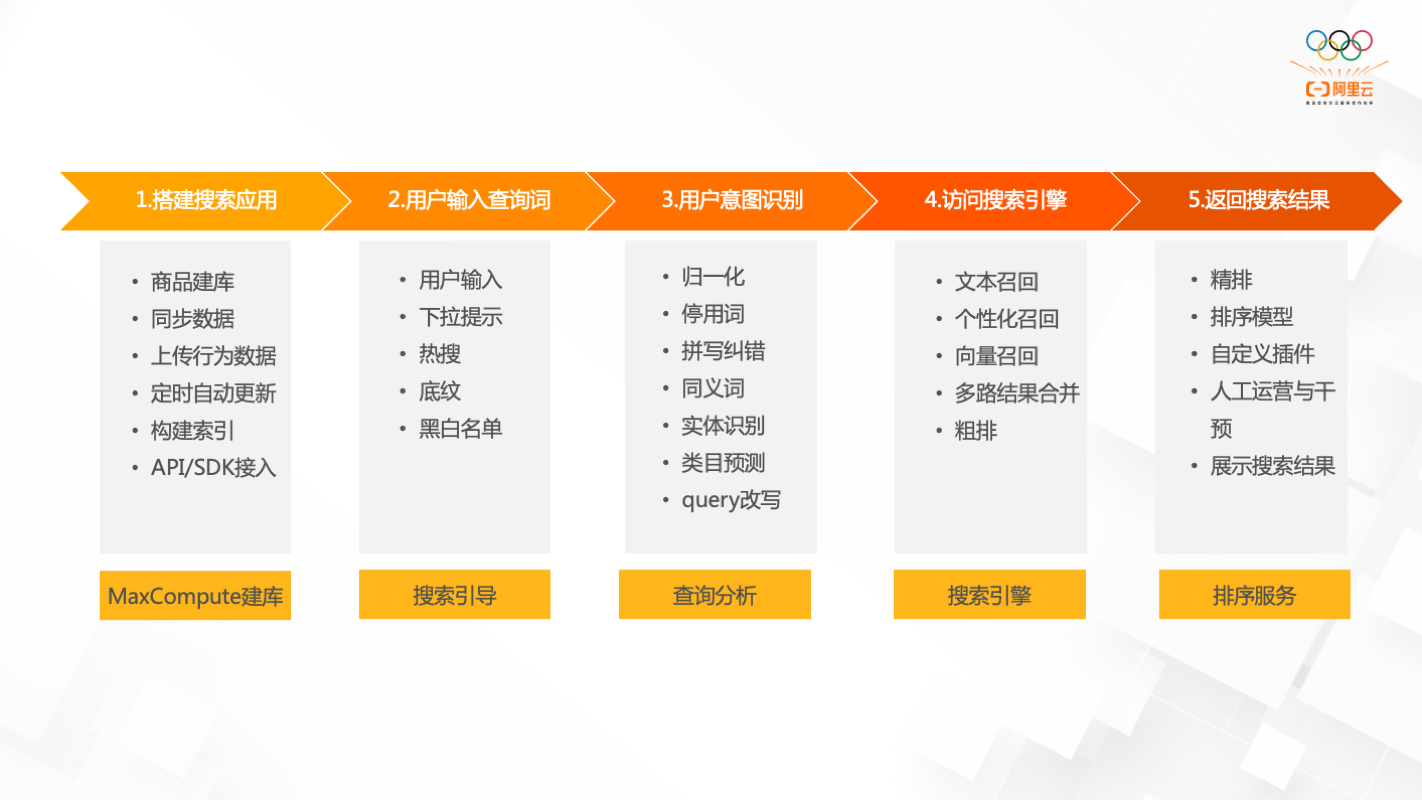 阿里云
1.搭建搜索应用
2.用户输入查询词
3.用户意图识别
4.访问搜索引擎
5.返回搜索结果
• 商品建库
• 同步数据
• 上传行为数据
• 定时自动更新
• 构建索引
• API/SDK接入
• 用户输入
• 下拉提示
• 热搜
• 底纹
• 黑白名单
• 归一化
• 停用词
• 拼写纠错
• 同义词
• 实体识别
• 类目预测
• query改写
• 文本召回
• 个性化召回
• 向量召回
• 多路结果合并
• 粗排
• 精排
• 排序模型
• 自定义插件
• 人工运营与干
预
• 展示搜索结果
MaxCompute建库
搜索引导
查询分析
搜索引擎
排序服务